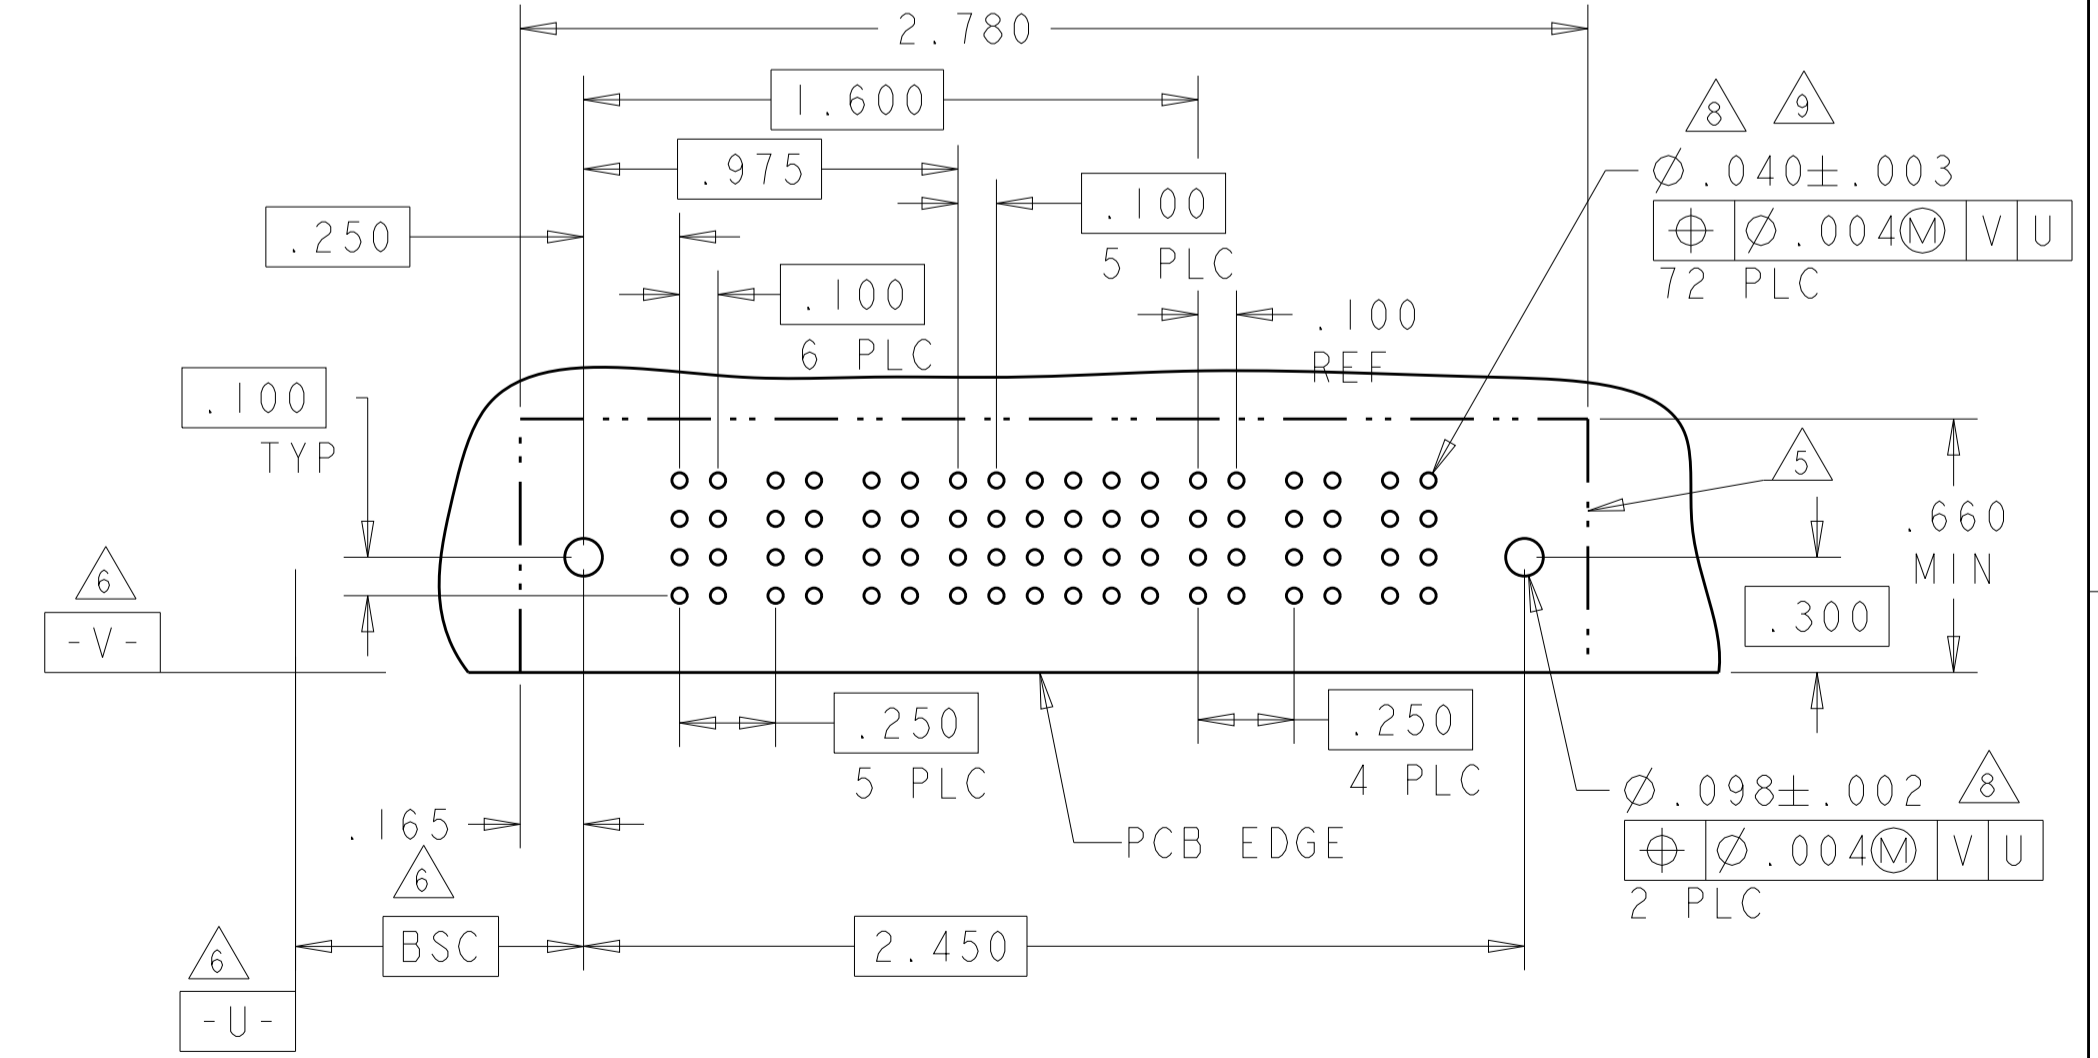 2.780
1.600
.975
.250
.100
5 PLC
.100
6 PLC
.100
REF
8 9
Ø.040±.003
⌖ Ø.004Ⓜ V U
72 PLC
.100
TYP
5
.660
MIN
6
-V-
.300
.250
5 PLC
.250
4 PLC
.165
6
PCB EDGE
Ø.098±.002 8
⌖ Ø.004Ⓜ V U
2 PLC
BSC
2.450
6
-U-